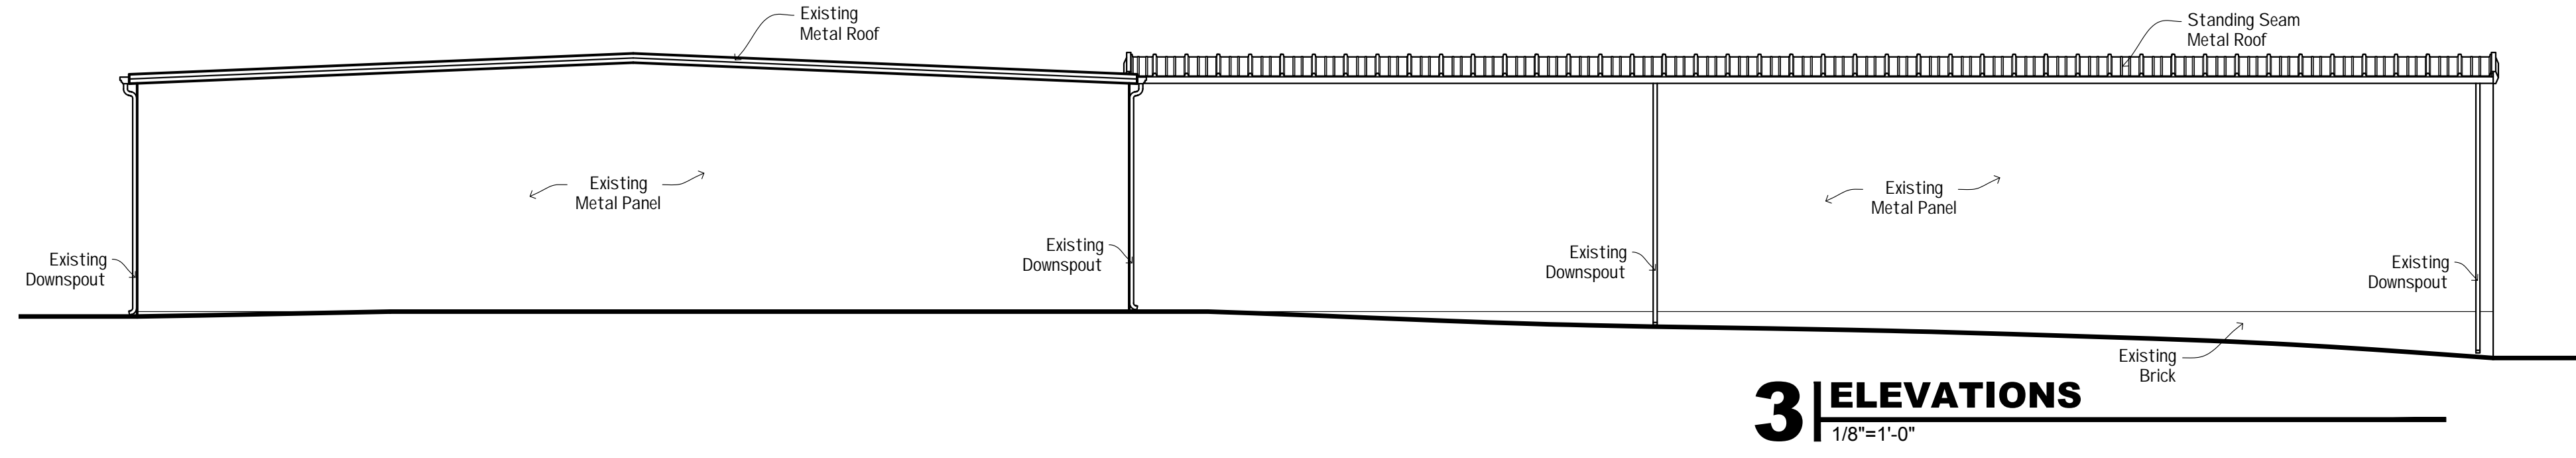 Existing
Metal Roof
Standing Seam
Metal Roof
Existing
Metal Panel
Existing
Metal Panel
Existing
Downspout
Existing
Downspout
Existing
Downspout
Existing
Downspout
Existing
Brick
3
ELEVATIONS
1/8"=1'-0"